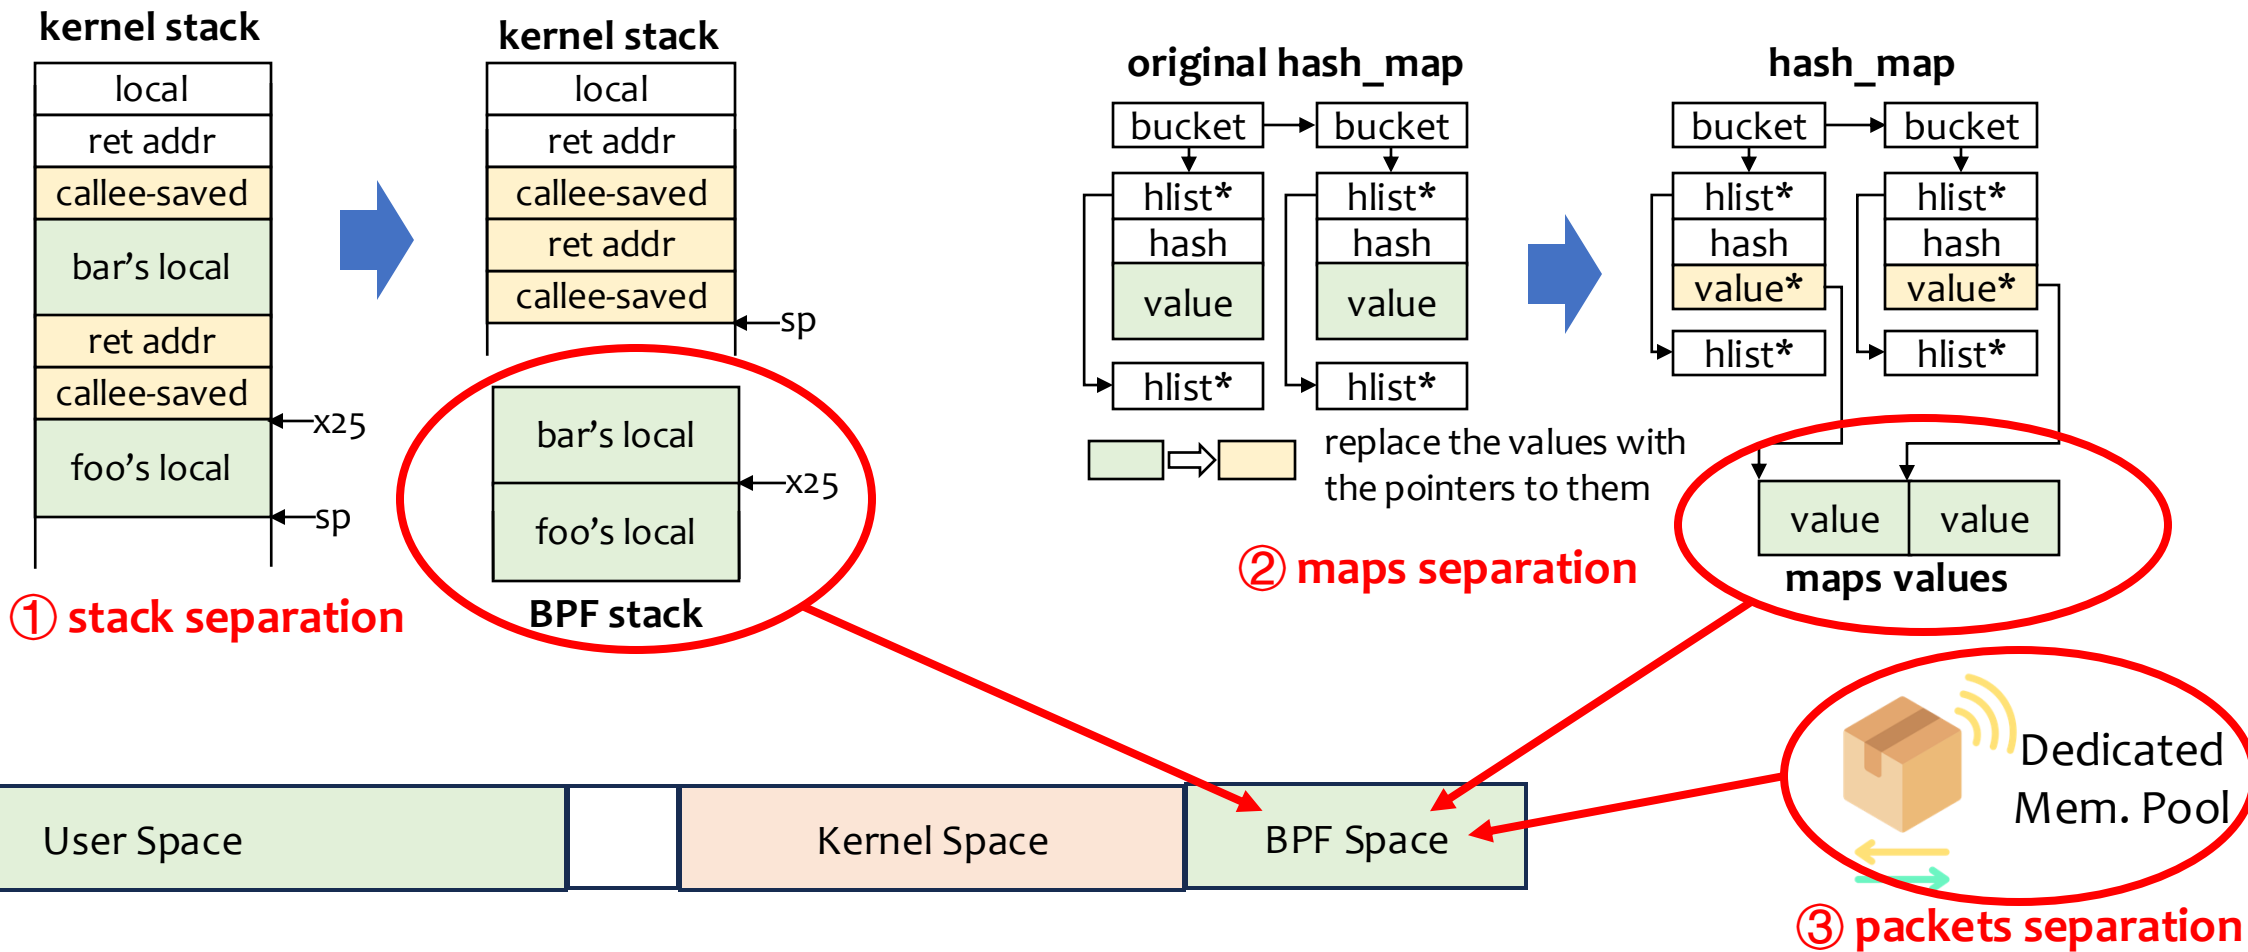 kernel stack
local
ret addr
callee-saved
bar's local
ret addr
callee-saved
x25
foo's local
sp
① stack separation
kernel stack
local
ret addr
callee-saved
ret addr
callee-saved
sp
bar's local
x25
foo's local
BPF stack
original hash_map
bucket
bucket
hlist*
hlist*
hash
hash
value
value
hlist*
hlist*
replace the values with
the pointers to them
② maps separation
hash_map
bucket
bucket
hlist*
hlist*
hash
hash
value*
value*
hlist*
hlist*
value
value
maps values
Dedicated
Mem. Pool
③ packets separation
User Space
Kernel Space
BPF Space